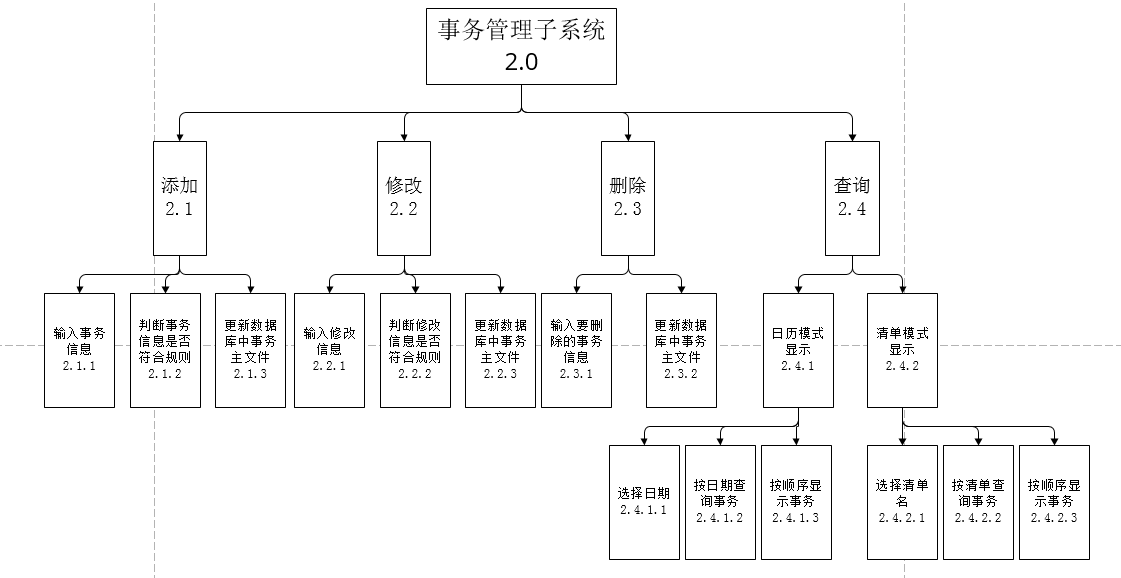 事务管理子系统
2.0
添加
2.1
修改
2.2
删除
2.3
查询
2.4
输入事务
信息
2.1.1
判断事务
信息是否
符合规则
2.1.2
更新数据
库中事务
主文件
2.1.3
输入修改
信息
2.2.1
判断修改
信息是否
符合规则
2.2.2
更新数据
库中事务
主文件
2.2.3
输入要删
除的事务
信息
2.3.1
更新数据
库中事务
主文件
2.3.2
日历模式
显示
2.4.1
清单模式
显示
2.4.2
选择日期
2.4.1.1
按日期查
询事务
2.4.1.2
按顺序显
示事务
2.4.1.3
选择清单
名
2.4.2.1
按清单查
询事务
2.4.2.2
按顺序显
示事务
2.4.2.3